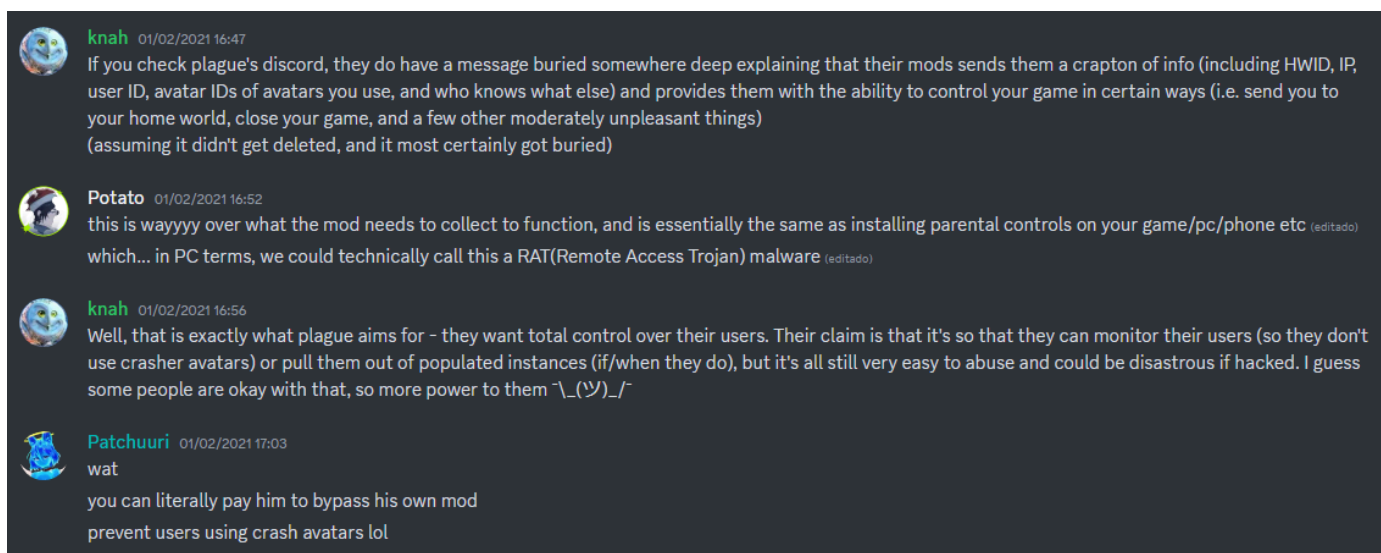 knah 01/02/2021 16:47
If you check plague's discord, they do have a message buried somewhere deep explaining that their mods sends them a crapton of info (including HWID, IP,
user ID, avatar IDs of avatars you use, and who knows what else) and provides them with the ability to control your game in certain ways (i.e. send you to
your home world, close your game, and a few other moderately unpleasant things)
(assuming it didn't get deleted, and it most certainly got buried)
Potato 01/02/2021 16:52
this is wayyyy over what the mod needs to collect to function, and is essentially the same as installing parental controls on your game/pc/phone etc (editado)
which... in PC terms, we could technically call this a RAT(Remote Access Trojan) malware (editado)
knah 01/02/2021 16:56
Well, that is exactly what plague aims for - they want total control over their users. Their claim is that it's so that they can monitor their users (so they don't
use crasher avatars) or pull them out of populated instances (if/when they do), but it's all still very easy to abuse and could be disastrous if hacked. I guess
some people are okay with that, so more power to them ¯\_(ツ)_/¯
Patchuuri 01/02/2021 17:03
wat
you can literally pay him to bypass his own mod
prevent users using crash avatars lol